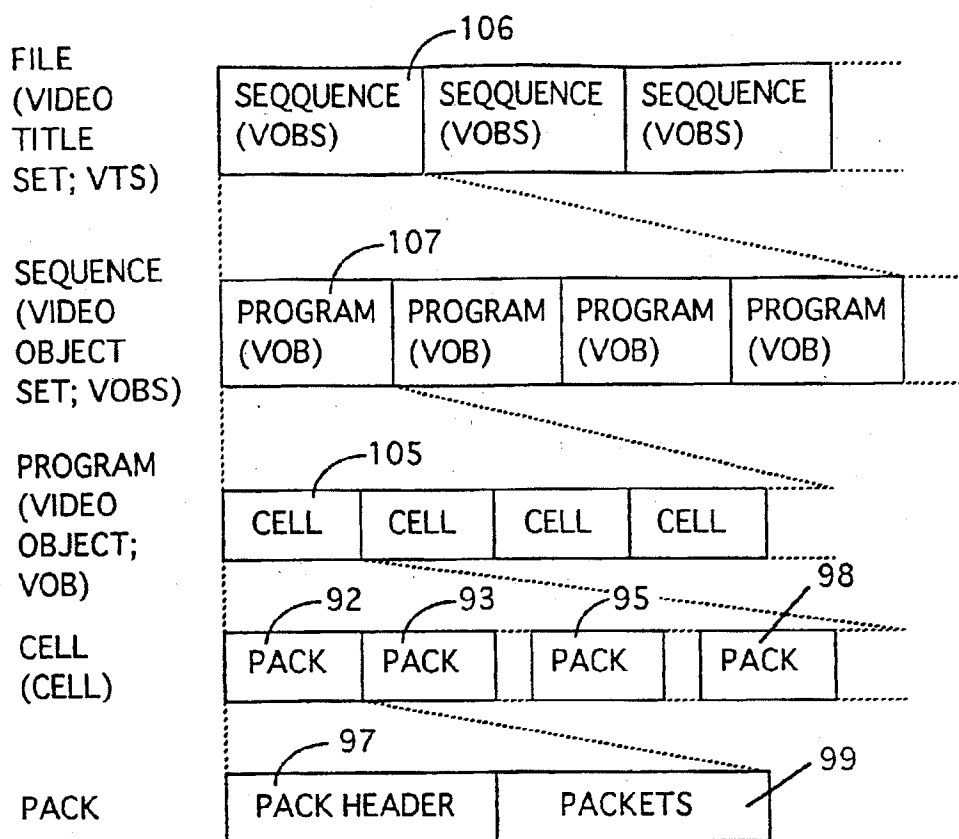 106
FILE
(VIDEO
TITLE
SET; VTS)
SEQQUENCE
(VOBS)
SEQQUENCE
(VOBS)
SEQQUENCE
(VOBS)
107
SEQUENCE
(VIDEO
OBJECT
SET; VOBS)
PROGRAM
(VOB)
PROGRAM
(VOB)
PROGRAM
(VOB)
PROGRAM
(VOB)
105
PROGRAM
(VIDEO
OBJECT;
VOB)
CELL
CELL
CELL
CELL
92
93
95
98
CELL
(CELL)
PACK
PACK
PACK
PACK
97
99
PACK
PACK HEADER
PACKETS